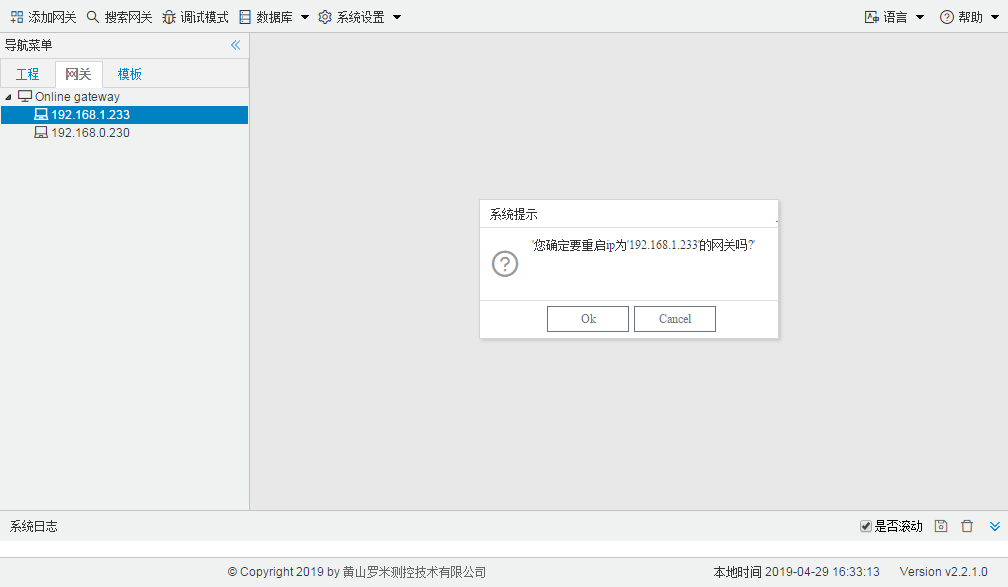 添加网关 搜索网关 调试模式 数据库 系统设置 语言 帮助
导航菜单
工程 网关 模板
Online gateway
192.168.1.233
192.168.0.230
系统提示
'您确定要重启ip为'192.168.1.233'的网关吗?'
Ok Cancel
系统日志 是否滚动
© Copyright 2019 by 黄山罗米测控技术有限公司 本地时间 2019-04-29 16:33:13 Version v2.2.1.0